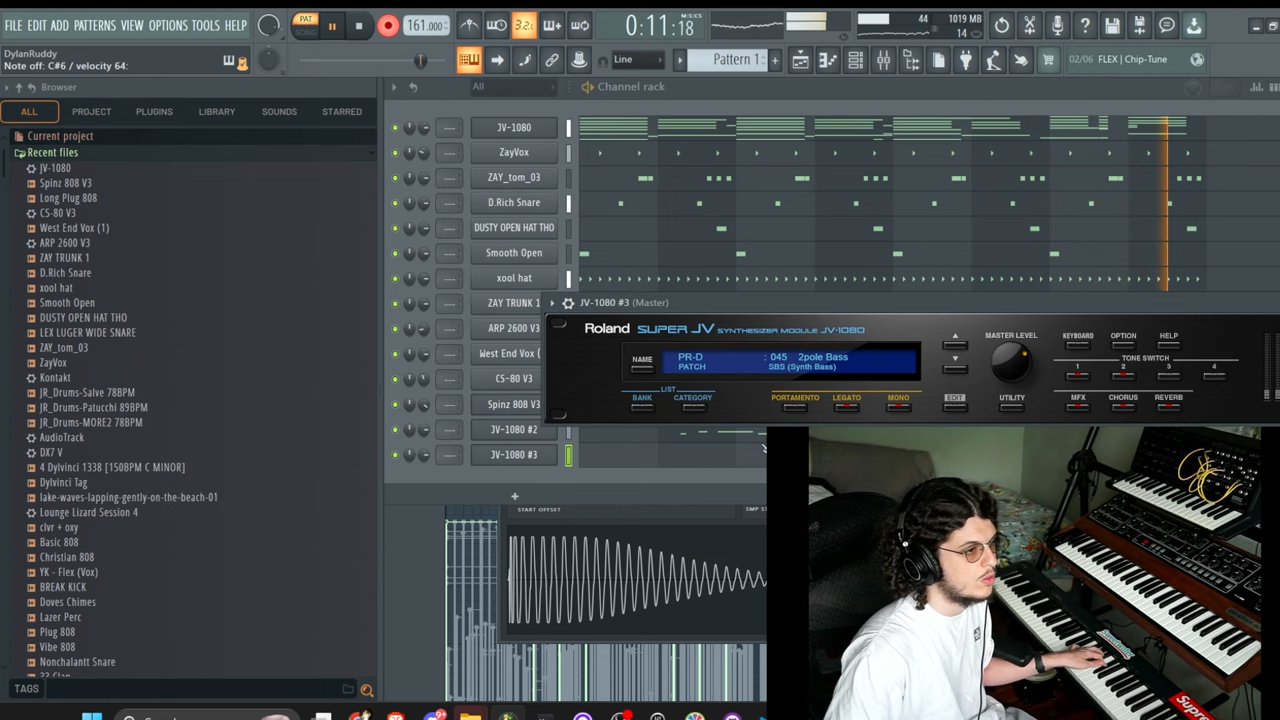 FILE EDIT ADD PATTERNS VIEW OPTIONS TOOLS HELP
PAT
SONG
161.000
3.2.
0:11:18
M:S:CS
44
1019 MB
14
DylanRuddy
Note off: C#6 / velocity 64:
Line
Pattern 1
02/06 FLEX | Chip-Tune
Browser
All
Channel rack
ALL
PROJECT
PLUGINS
LIBRARY
SOUNDS
STARRED
Current project
Recent files
JV-1080
Spinz 808 V3
Long Plug 808
CS-80 V3
West End Vox (1)
ARP 2600 V3
ZAY TRUNK 1
D.Rich Snare
xool hat
Smooth Open
DUSTY OPEN HAT THO
LEX LUGER WIDE SNARE
ZAY_tom_03
ZayVox
Kontakt
JR_Drums-Salve 78BPM
JR_Drums-Patucchi 89BPM
JR_Drums-MORE2 78BPM
AudioTrack
DX7 V
4 Dylvinci 1338 [150BPM C MINOR]
Dylvinci Tag
lake-waves-lapping-gently-on-the-beach-01
Lounge Lizard Session 4
clvr + oxy
Basic 808
Christian 808
YK - Flex (Vox)
BREAK KICK
Doves Chimes
Lazer Perc
Plug 808
Vibe 808
Nonchalantt Snare
TAGS
JV-1080
ZayVox
ZAY_tom_03
D.Rich Snare
DUSTY OPEN HAT THO
Smooth Open
xool hat
ZAY TRUNK 1
ARP 2600 V3
West End Vox (
CS-80 V3
Spinz 808 V3
JV-1080 #2
JV-1080 #3
JV-1080 #3 (Master)
Roland SUPER JV SYNTHESIZER MODULE JV-1080
NAME
PR-D : 045 2pole Bass
PATCH SBS (Synth Bass)
LIST
BANK
CATEGORY
PORTAMENTO
LEGATO
MONO
EDIT
MASTER LEVEL
UTILITY
KEYBOARD
OPTION
HELP
TONE SWITCH
1
2
3
4
MFX
CHORUS
REVERB
START OFFSET
SMP ST